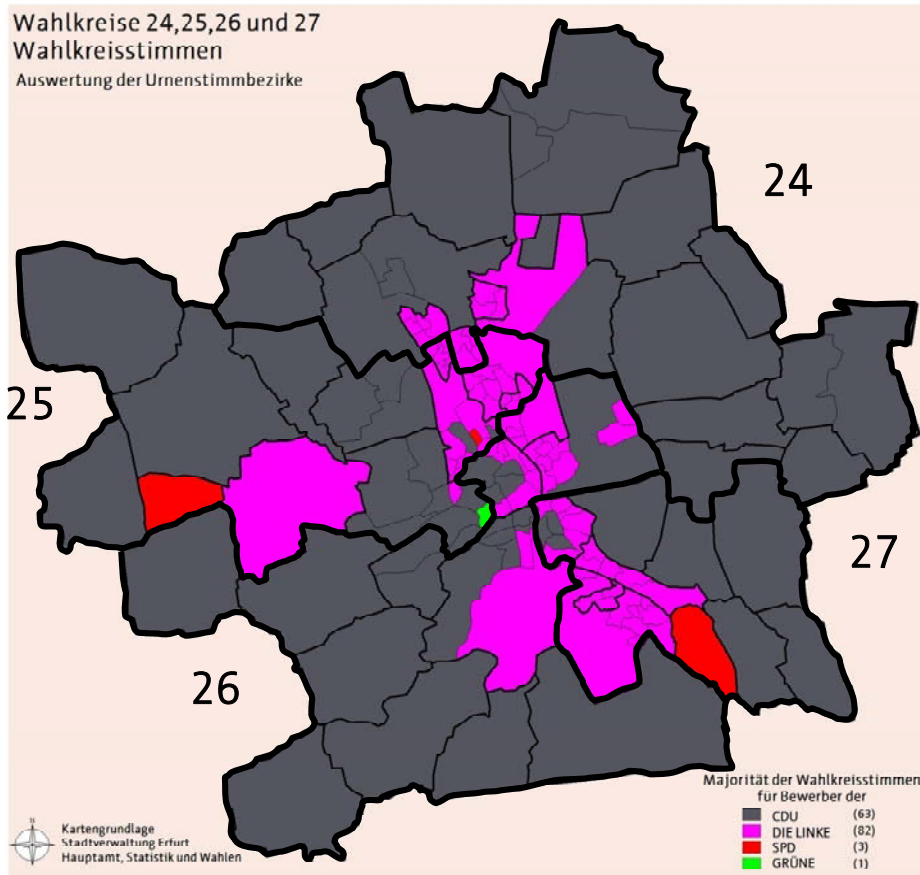 Wahlkreise 24,25,26 und 27
Wahlkreisstimmen
Auswertung der Urnenstimmbezirke
24
25
27
26
Majorität der Wahlkreisstimmen
für Bewerber der
CDU (63)
DIE LINKE (82)
SPD (3)
GRÜNE (1)
N
Kartengrundlage
Stadtverwaltung Erfurt
Hauptamt, Statistik und Wahlen